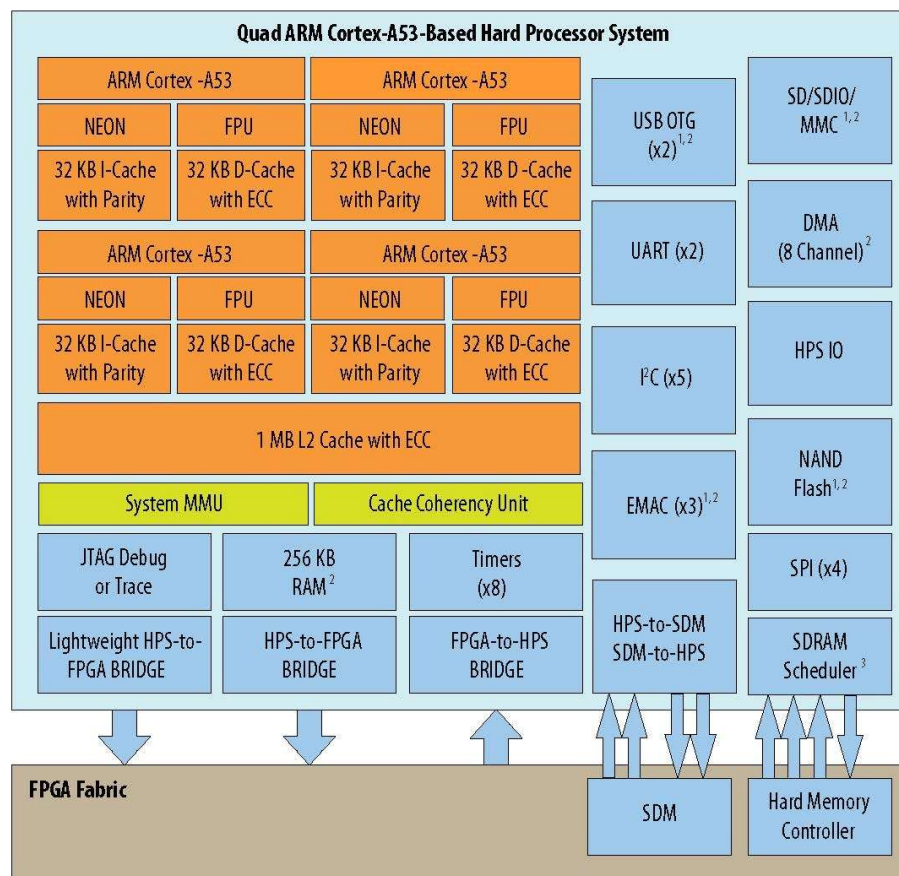 Quad ARM Cortex-A53-Based Hard Processor System
ARM Cortex -A53
NEON
FPU
32 KB I-Cache
with Parity
32 KB D-Cache
with ECC
ARM Cortex -A53
NEON
FPU
32 KB I-Cache
with Parity
32 KB D -Cache
with ECC
ARM Cortex -A53
NEON
FPU
32 KB I-Cache
with Parity
32 KB D-Cache
with ECC
ARM Cortex -A53
NEON
FPU
32 KB I-Cache
with Parity
32 KB D-Cache
with ECC
1 MB L2 Cache with ECC
System MMU
Cache Coherency Unit
JTAG Debug
or Trace
256 KB
RAM 2
Timers
(x8)
Lightweight HPS-to-
FPGA BRIDGE
HPS-to-FPGA
BRIDGE
FPGA-to-HPS
BRIDGE
USB OTG
(x2) 1, 2
UART (x2)
I2C (x5)
EMAC (x3) 1, 2
HPS-to-SDM
SDM-to-HPS
SD/SDIO/
MMC 1, 2
DMA
(8 Channel) 2
HPS IO
NAND
Flash 1, 2
SPI (x4)
SDRAM
Scheduler 3
FPGA Fabric
SDM
Hard Memory
Controller